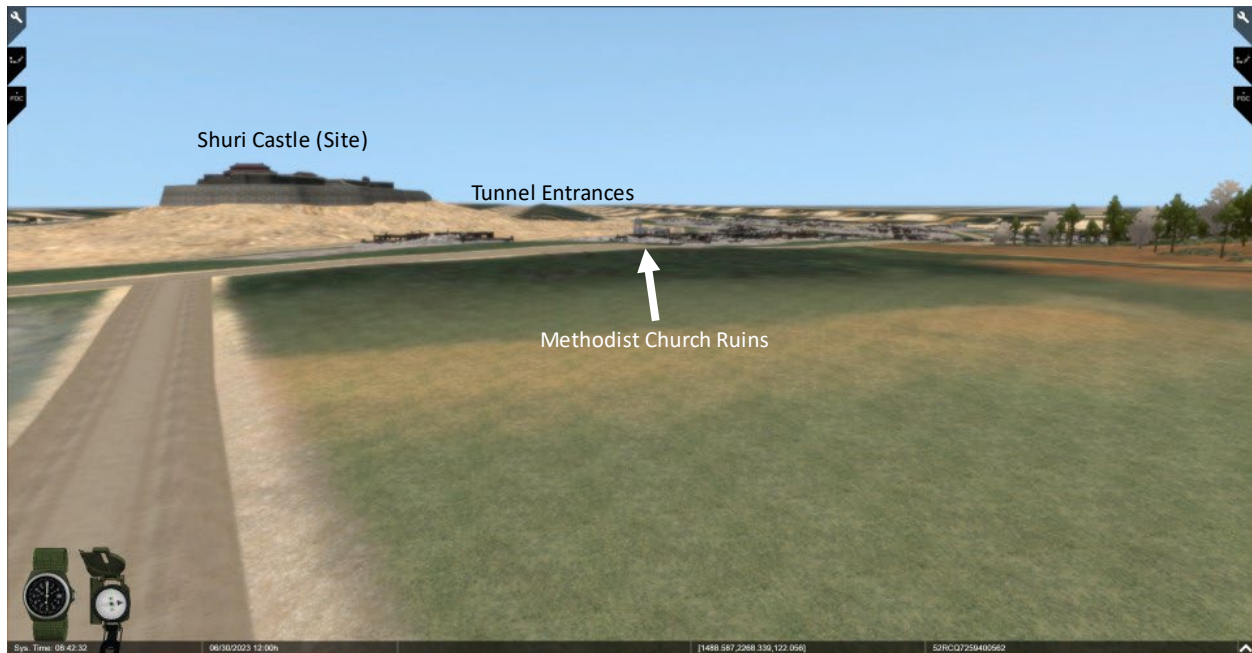 Shuri Castle (Site)
Tunnel Entrances
Methodist Church Ruins
Sys. Time: 08:42:32 06/30/2023 12:00h [1488.587,2268.339,122.056] 52RCQ7259400562